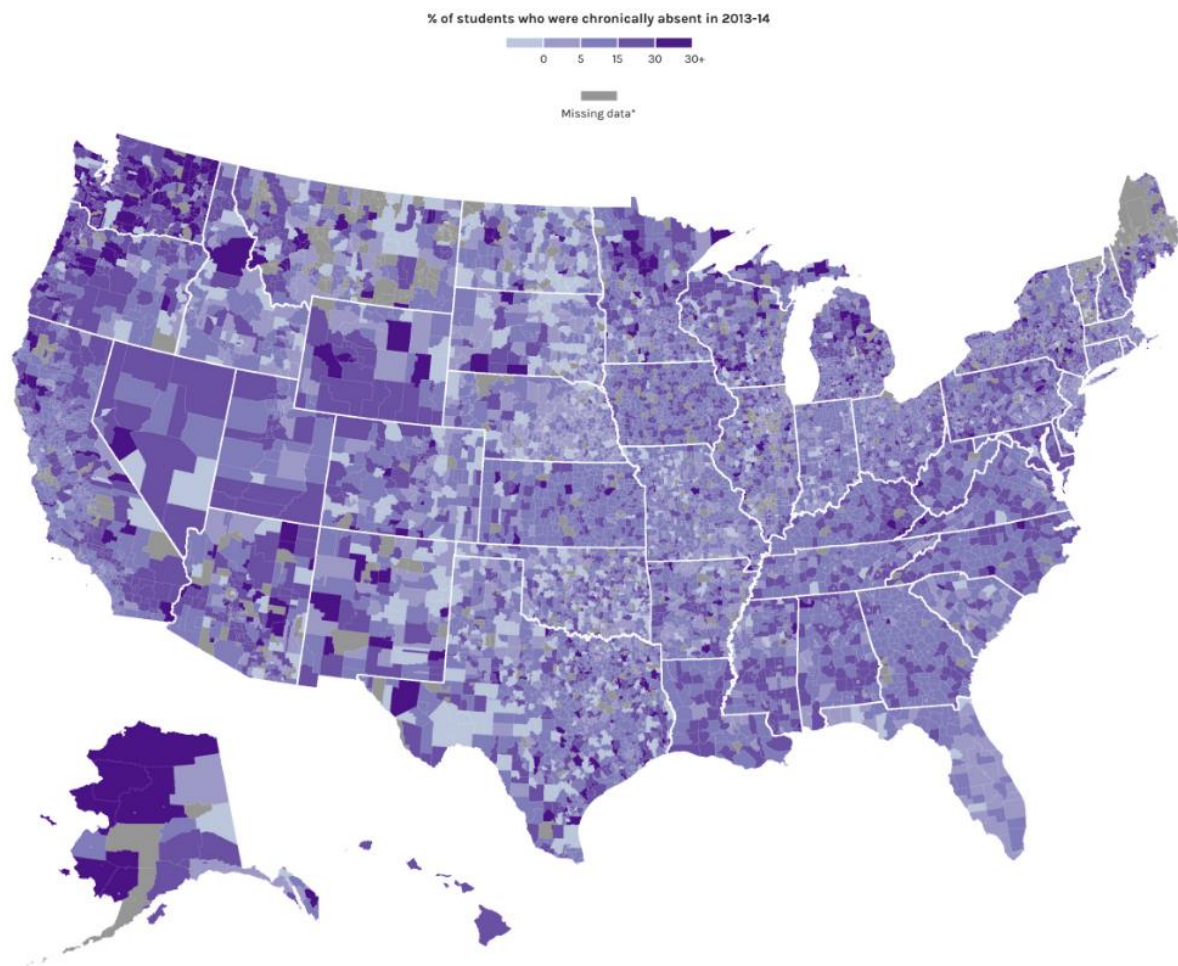 % of students who were chronically absent in 2013-14
0 5 15 30 30+
Missing data*